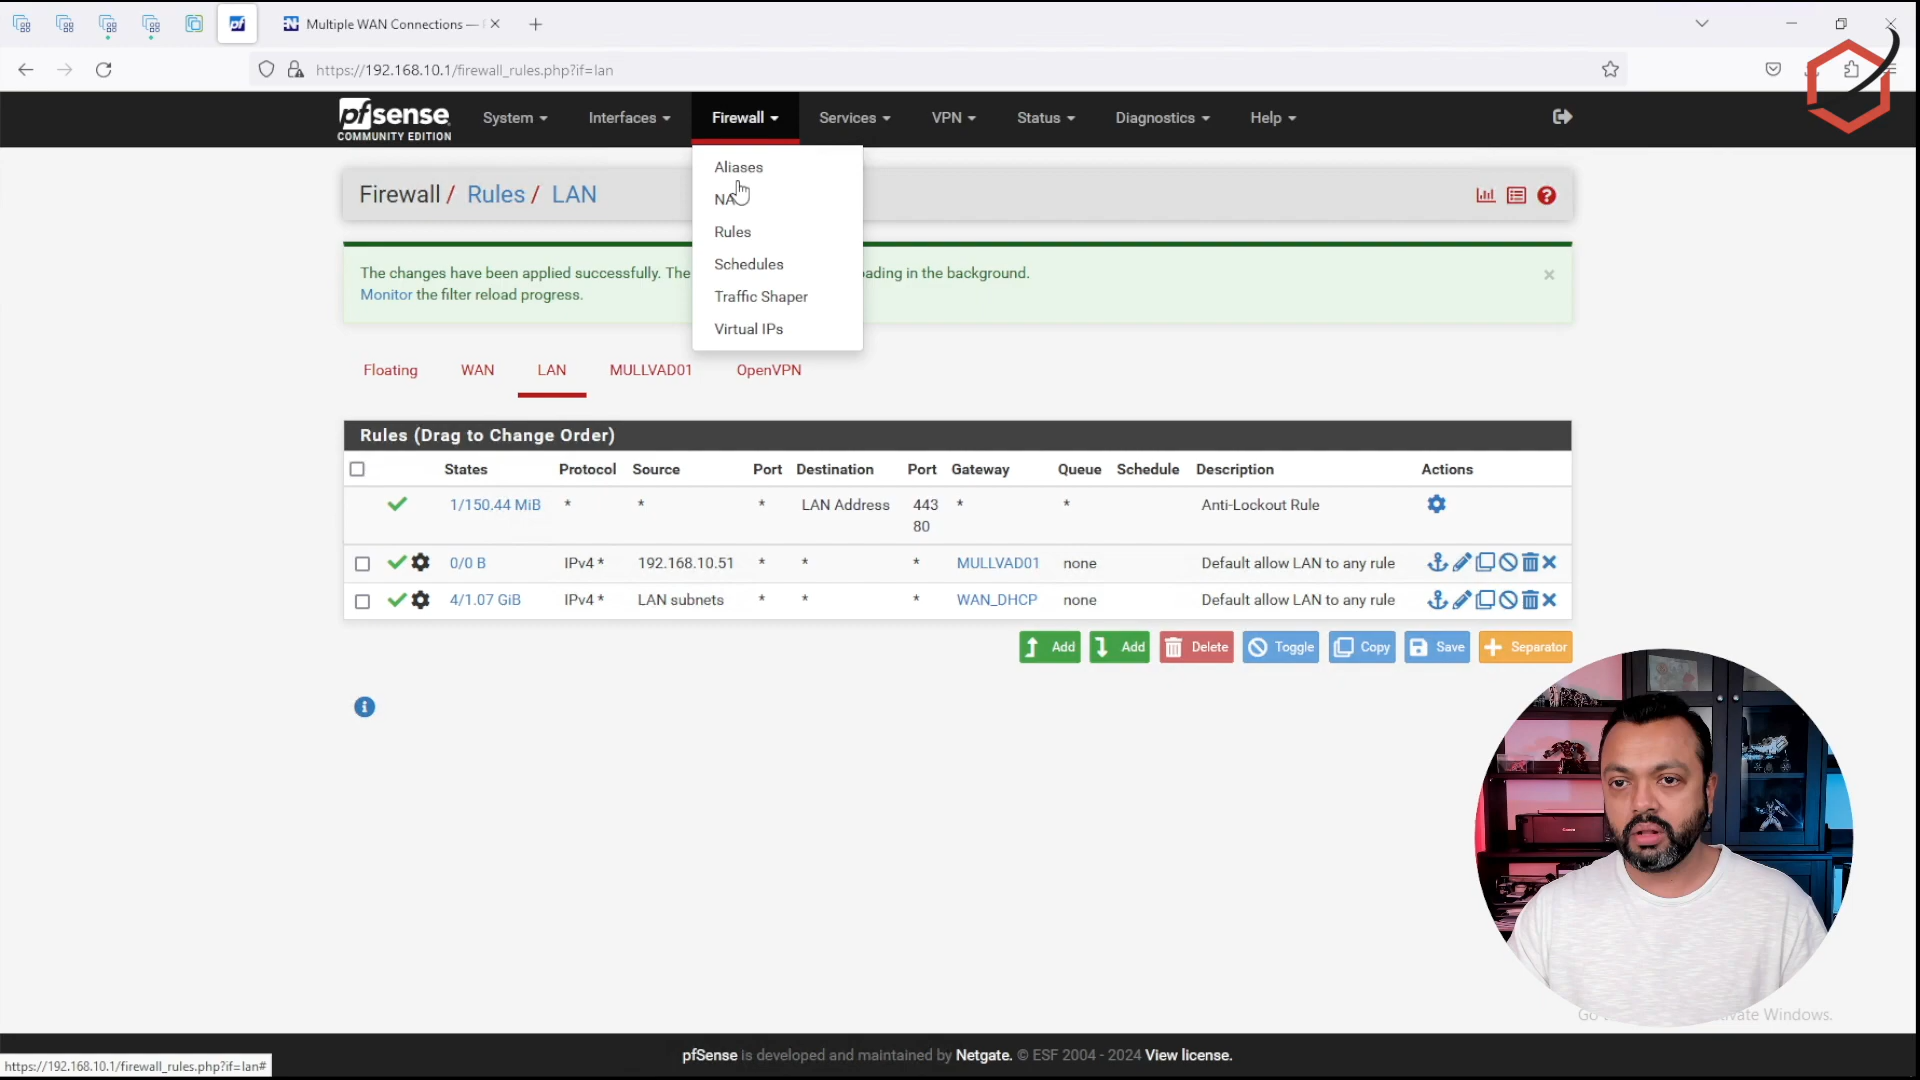 Multiple WAN Connections —
https://192.168.10.1/firewall_rules.php?if=lan
pfsense
COMMUNITY EDITION
System
Interfaces
Firewall
Services
VPN
Status
Diagnostics
Help
Aliases
NA
Rules
Schedules
Traffic Shaper
Virtual IPs
Firewall / Rules / LAN
The changes have been applied successfully. The oading in the background.
Monitor the filter reload progress.
Floating
WAN
LAN
MULLVAD01
OpenVPN
Rules (Drag to Change Order)
States Protocol Source Port Destination Port Gateway Queue Schedule Description Actions
1/150.44 MiB * * * LAN Address 443 * * Anti-Lockout Rule
80
0/0 B IPv4 * 192.168.10.51 * * * MULLVAD01 none Default allow LAN to any rule
4/1.07 GiB IPv4 * LAN subnets * * * WAN_DHCP none Default allow LAN to any rule
Add
Add
Delete
Toggle
Copy
Save
Separator
Go ivate Windows.
pfSense is developed and maintained by Netgate. © ESF 2004 - 2024 View license.
https://192.168.10.1/firewall_rules.php?if=lan#